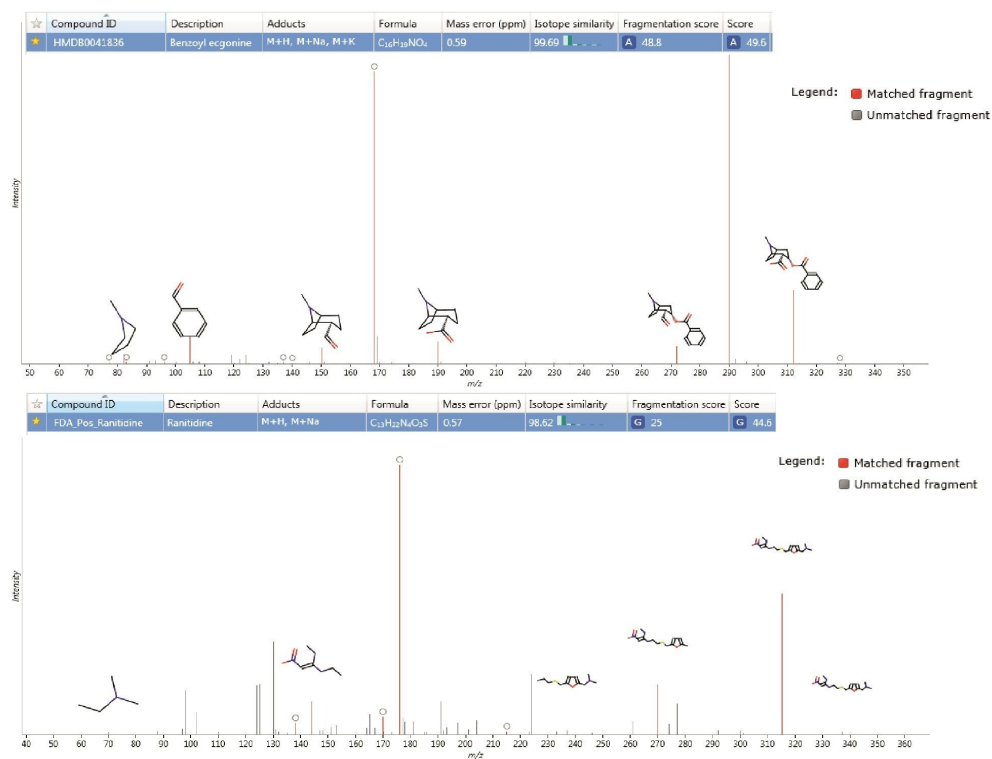 Compound ID Description Adducts Formula Mass error (ppm) Isotope similarity Fragmentation score Score
HMDB0041836 Benzoyl ecgonine M+H, M+Na, M+K C₁₆H₁₉NO₄ 0.59 99.69 A 48.8 A 49.6
Legend: Matched fragment
Unmatched fragment
Intensity
50 60 70 80 90 100 110 120 130 140 150 160 170 180 190 200 210 220 230 240 250 260 270 280 290 300 310 320 330 340 350
m/z
Compound ID Description Adducts Formula Mass error (ppm) Isotope similarity Fragmentation score Score
FDA_Pos_Ranitidine Ranitidine M+H, M+Na C₁₃H₂₂N₄O₃S 0.57 98.62 G 25 G 44.6
Legend: Matched fragment
Unmatched fragment
Intensity
40 50 60 70 80 90 100 110 120 130 140 150 160 170 180 190 200 210 220 230 240 250 260 270 280 290 300 310 320 330 340 350 360
m/z